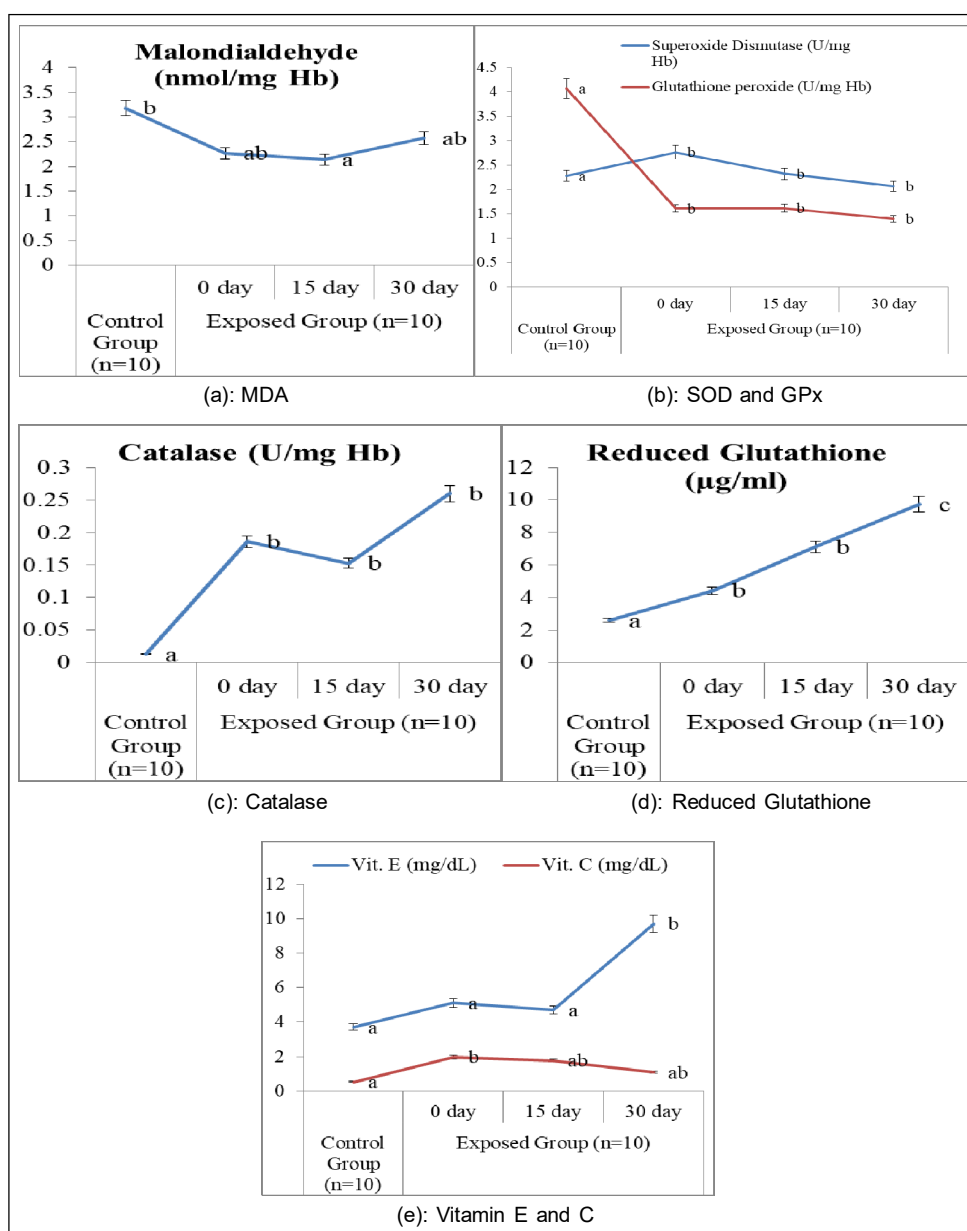 Malondialdehyde
(nmol/mg Hb)
4
3.5
3
2.5
2
1.5
1
0.5
0
b
ab
a
ab
0 day
15 day
30 day
Control
Group
(n=10)
Exposed Group (n=10)
(a): MDA
Superoxide Dismutase (U/mg
Hb)
Glutathione peroxide (U/mg Hb)
4.5
4
3.5
3
2.5
2
1.5
1
0.5
0
a
a
b
b
b
b
b
b
0 day
15 day
30 day
Control Group
(n=10)
Exposed Group (n=10)
(b): SOD and GPx
Catalase (U/mg Hb)
0.3
0.25
0.2
0.15
0.1
0.05
0
a
b
b
b
0 day
15 day
30 day
Control
Group
(n=10)
Exposed Group (n=10)
(c): Catalase
Reduced Glutathione
(µg/ml)
12
10
8
6
4
2
0
a
b
b
c
0 day
15 day
30 day
Control
Group
(n=10)
Exposed Group (n=10)
(d): Reduced Glutathione
Vit. E (mg/dL)
Vit. C (mg/dL)
12
10
8
6
4
2
0
a
a
a
b
a
b
ab
ab
0 day
15 day
30 day
Control
Group
(n=10)
Exposed Group (n=10)
(e): Vitamin E and C